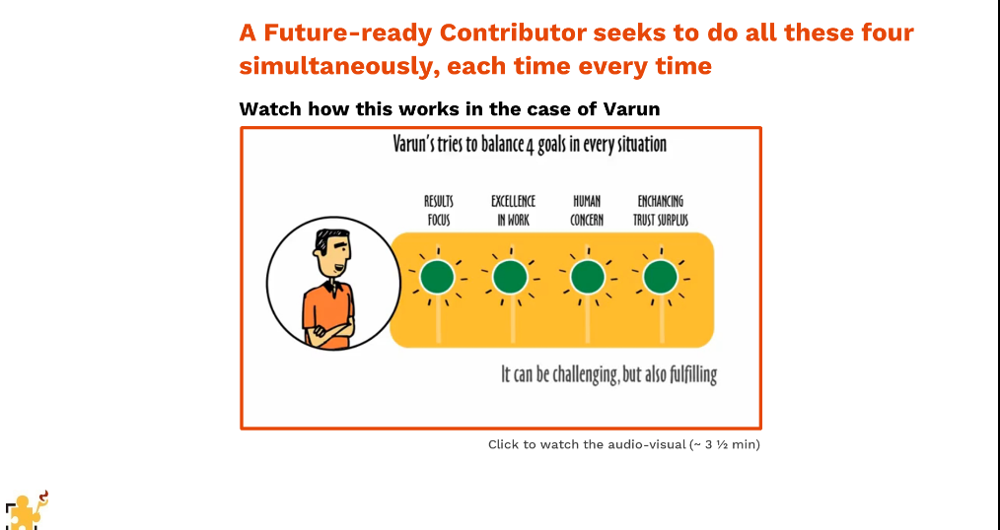 A Future-ready Contributor seeks to do all these four
simultaneously, each time every time
Watch how this works in the case of Varun
Varun's tries to balance 4 goals in every situation
RESULTS
FOCUS
EXCELLENCE
IN WORK
HUMAN
CONCERN
ENCHANCING
TRUST SURPLUS
It can be challenging, but also fulfilling
Click to watch the audio-visual (~ 3 ½ min)